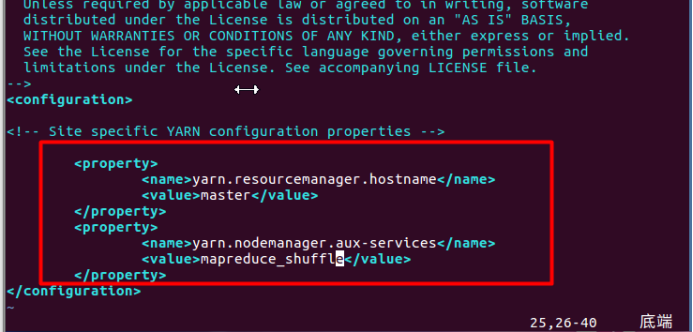 Unless required by applicable law or agreed to in writing, software
distributed under the License is distributed on an "AS IS" BASIS,
WITHOUT WARRANTIES OR CONDITIONS OF ANY KIND, either express or implied.
See the License for the specific language governing permissions and
limitations under the License. See accompanying LICENSE file.
-->
<configuration>
<!-- Site specific YARN configuration properties -->
<property>
<name>yarn.resourcemanager.hostname</name>
<value>master</value>
</property>
<property>
<name>yarn.nodemanager.aux-services</name>
<value>mapreduce_shuffle</value>
</property>
</configuration>
~
25,26-40 底端